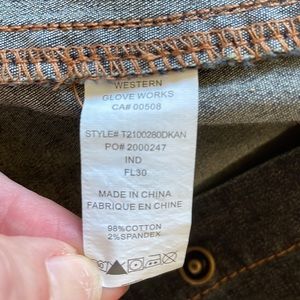 WESTERN
GLOVE WORKS
CA# 00508
STYLE# T2100280DKAN
PO# 2000247
IND
FL30
MADE IN CHINA
FABRIQUE EN CHINE
98%COTTON
2%SPANDEX